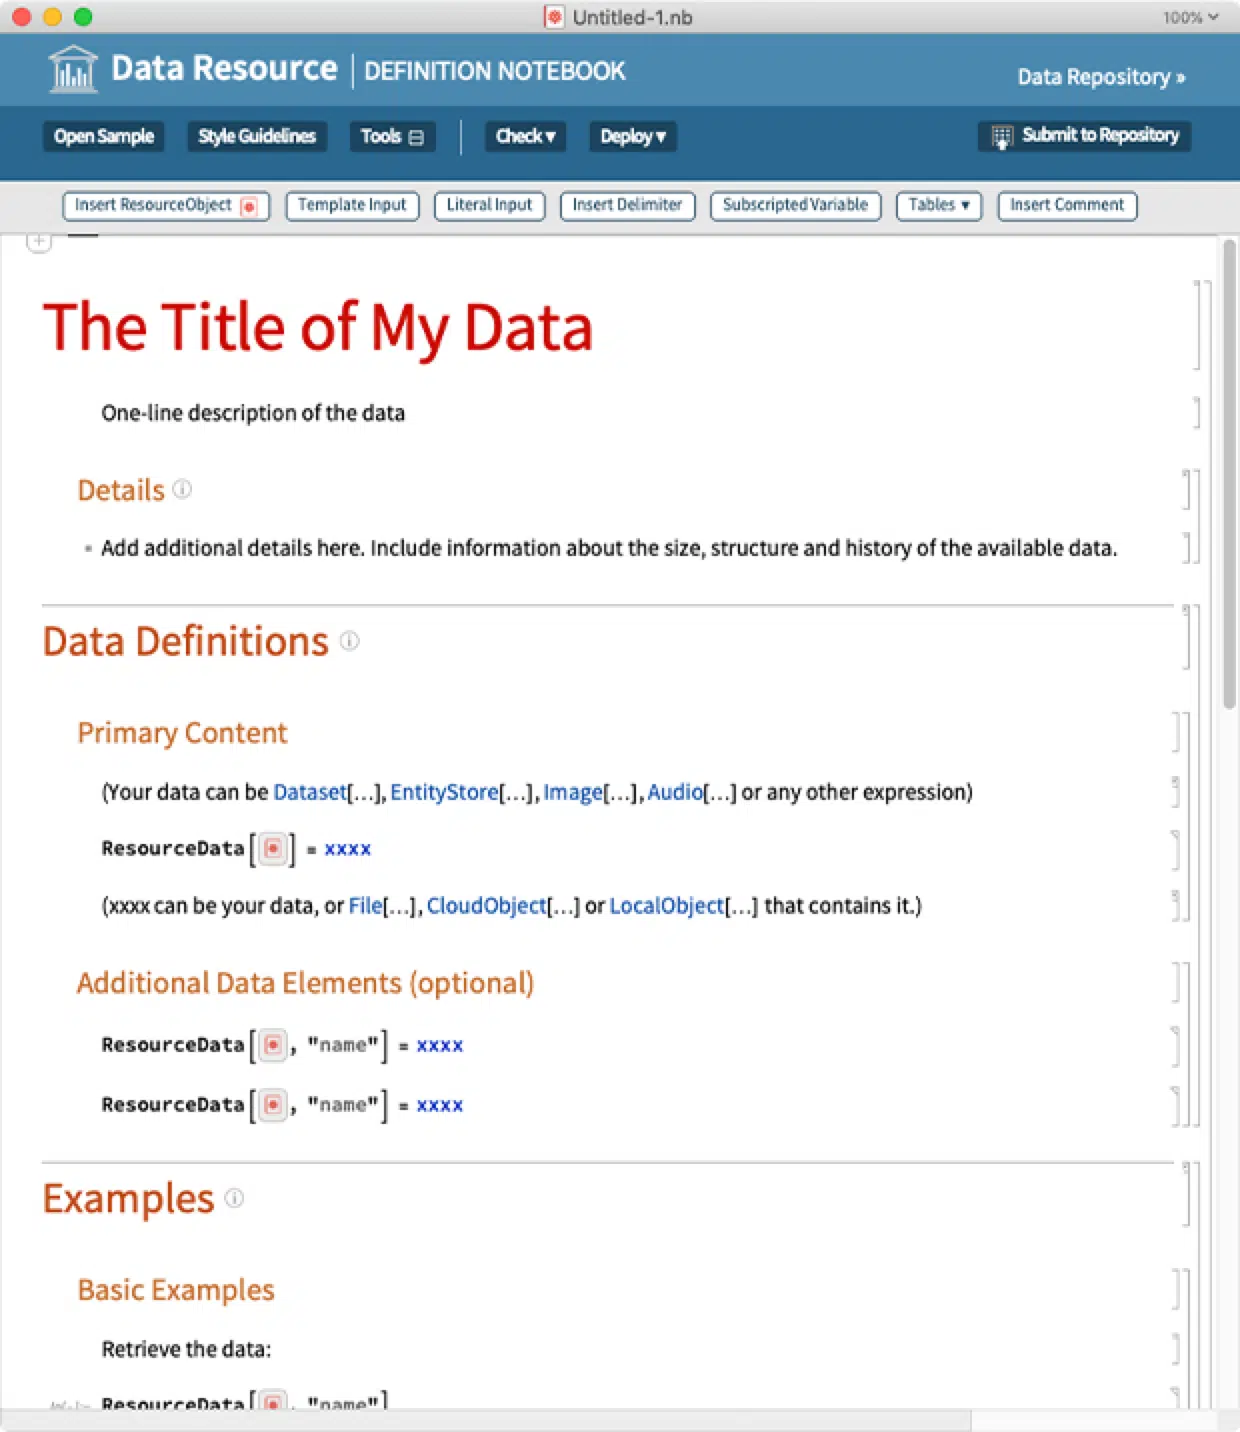 Untitled-1.nb
100%
Data Resource | DEFINITION NOTEBOOK
Data Repository »
Open Sample
Style Guidelines
Tools
Check ▾
Deploy ▾
Submit to Repository
Insert ResourceObject
Template Input
Literal Input
Insert Delimiter
Subscripted Variable
Tables ▾
Insert Comment
The Title of My Data
One-line description of the data
Details
▪ Add additional details here. Include information about the size, structure and history of the available data.
Data Definitions
Primary Content
(Your data can be Dataset[...], EntityStore[...], Image[...], Audio[...] or any other expression)
ResourceData[ ] = xxxx
(xxxx can be your data, or File[...], CloudObject[...] or LocalObject[...] that contains it.)
Additional Data Elements (optional)
ResourceData[ , "name"] = xxxx
ResourceData[ , "name"] = xxxx
Examples
Basic Examples
Retrieve the data:
ResourceData[ , "name"]